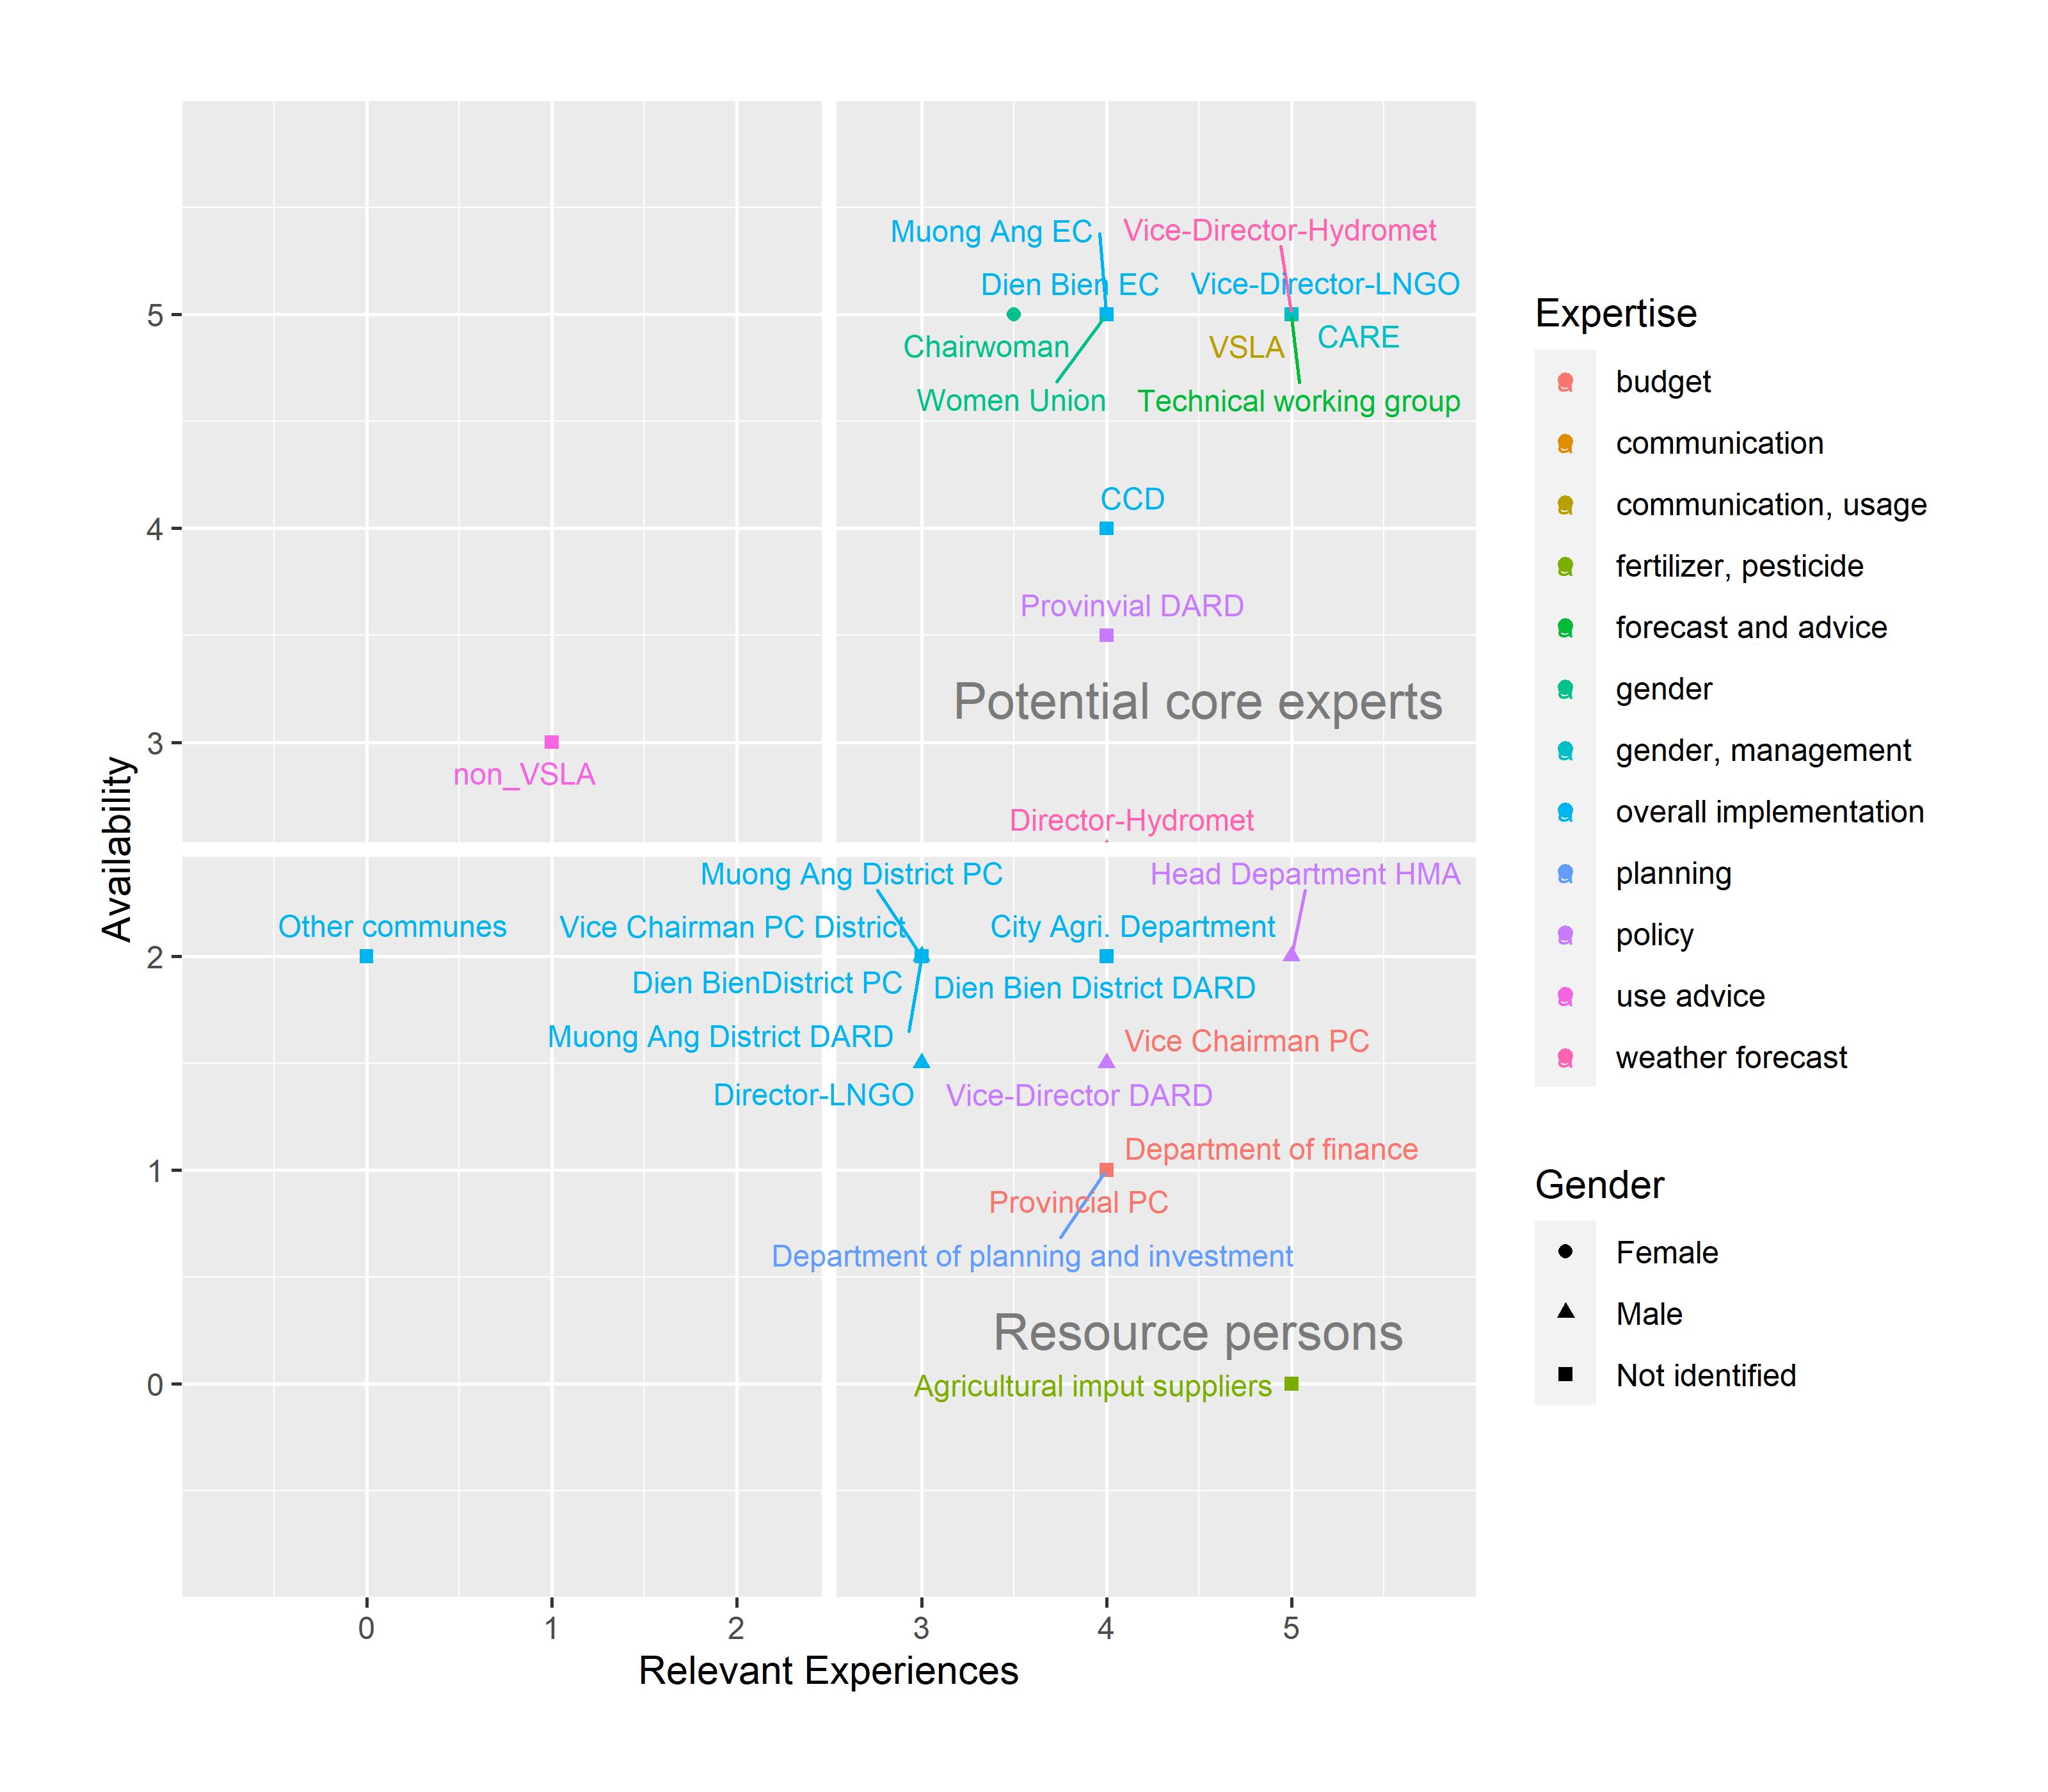 Muong Ang EC
Vice-Director-Hydromet
Dien Bien EC
Vice-Director-LNGO
5
Chairwoman
VSLA
CARE
Women Union
Technical working group
CCD
4
Provinvial DARD
Potential core experts
3
non_VSLA
Director-Hydromet
Availability
Muong Ang District PC
Head Department HMA
Other communes
Vice Chairman PC District
City Agri. Department
2
Dien BienDistrict PC
Dien Bien District DARD
Muong Ang District DARD
Vice Chairman PC
Director-LNGO
Vice-Director DARD
Department of finance
1
Provincial PC
Department of planning and investment
Resource persons
0
Agricultural imput suppliers
0
1
2
3
4
5
Relevant Experiences
Expertise
a budget
a communication
a communication, usage
a fertilizer, pesticide
a forecast and advice
a gender
a gender, management
a overall implementation
a planning
a policy
a use advice
a weather forecast
Gender
Female
Male
Not identified